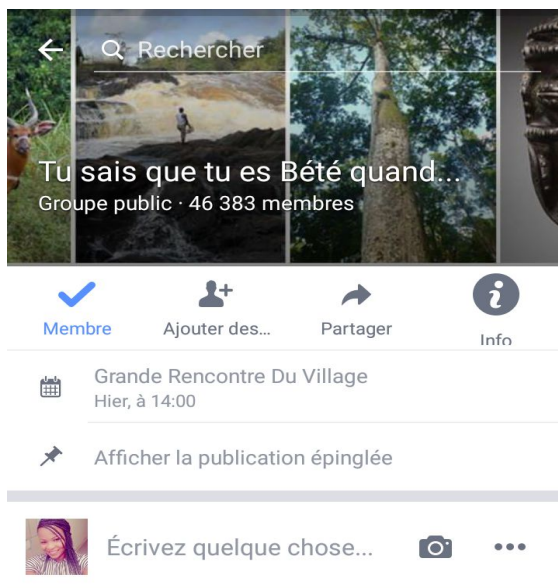 Rechercher
Tu sais que tu es Bété quand...
Groupe public · 46 383 membres
Membre
Ajouter des...
Partager
Info
Grande Rencontre Du Village
Hier, à 14:00
Afficher la publication épinglée
Écrivez quelque chose...